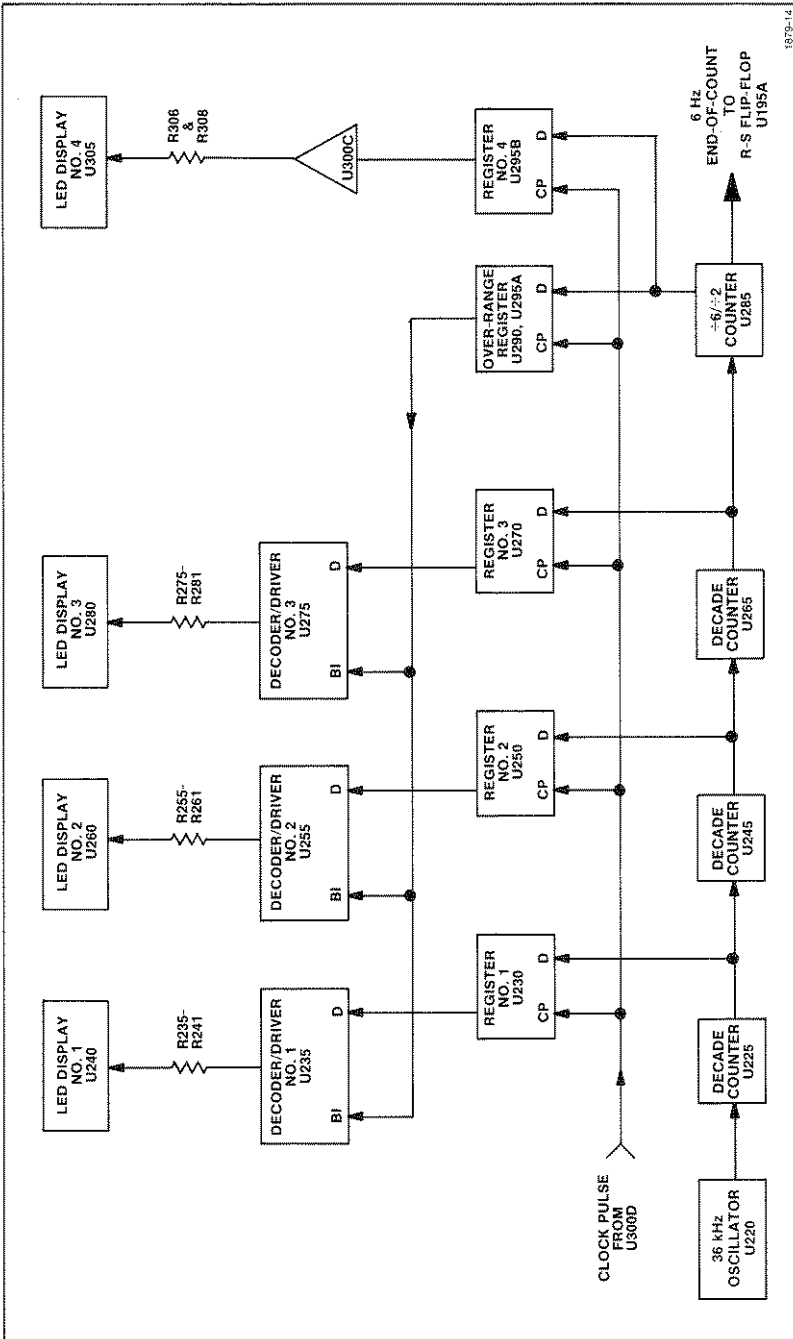 LED DISPLAY
NO. 1
U240
LED DISPLAY
NO. 2
U260
LED DISPLAY
NO. 3
U280
LED DISPLAY
NO. 4
U305
R235-
R241
R255-
R261
R275-
R281
R306
&
R308
DECODER/DRIVER
NO. 1
U235
BI
D
DECODER/DRIVER
NO. 2
U255
BI
D
DECODER/DRIVER
NO. 3
U275
BI
D
U300C
REGISTER
NO. 1
U230
CP
D
REGISTER
NO. 2
U250
CP
D
REGISTER
NO. 3
U270
CP
D
OVER-RANGE
REGISTER
U290, U295A
CP
D
REGISTER
NO. 4
U295B
CP
D
CLOCK PULSE
FROM
U300D
36 kHz
OSCILLATOR
U220
DECADE
COUNTER
U225
DECADE
COUNTER
U245
DECADE
COUNTER
U265
÷6/÷2
COUNTER
U285
6 Hz
END-OF-COUNT
TO
R-S FLIP-FLOP
U195A
1879-14